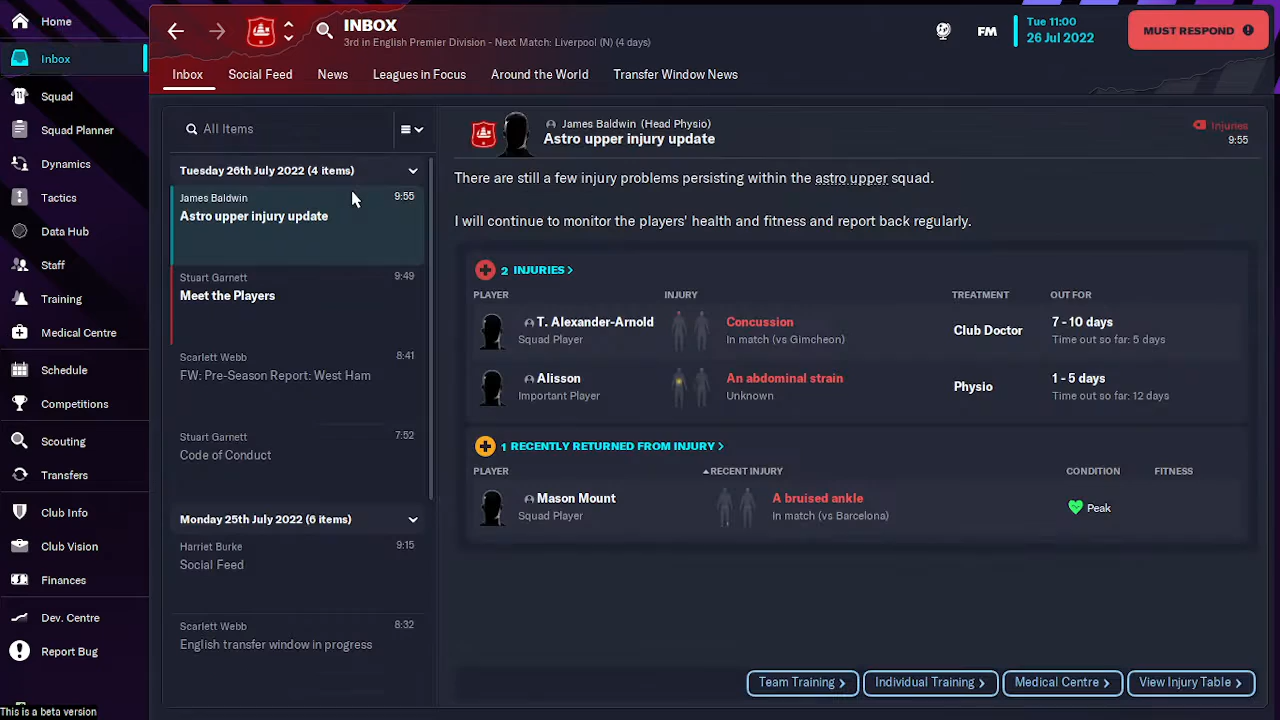 Home
Inbox
Squad
Squad Planner
Dynamics
Tactics
Data Hub
Staff
Training
Medical Centre
Schedule
Competitions
Scouting
Transfers
Club Info
Club Vision
Finances
Dev. Centre
Report Bug
This is a beta version
INBOX
3rd in English Premier Division - Next Match: Liverpool (N) (4 days)
FM
Tue 11:00
26 Jul 2022
MUST RESPOND
Inbox Social Feed News Leagues in Focus Around the World Transfer Window News
All Items
Tuesday 26th July 2022 (4 items)
James Baldwin 9:55
Astro upper injury update
Stuart Garnett 9:49
Meet the Players
Scarlett Webb 8:41
FW: Pre-Season Report: West Ham
Stuart Garnett 7:52
Code of Conduct
Monday 25th July 2022 (6 items)
Harriet Burke 9:15
Social Feed
Scarlett Webb 8:32
English transfer window in progress
James Baldwin (Head Physio)
Astro upper injury update
Injuries
9:55
There are still a few injury problems persisting within the astro upper squad.
I will continue to monitor the players' health and fitness and report back regularly.
2 INJURIES >
PLAYER INJURY TREATMENT OUT FOR
T. Alexander-Arnold Concussion Club Doctor 7 - 10 days
Squad Player In match (vs Gimcheon) Time out so far: 5 days
Alisson An abdominal strain Physio 1 - 5 days
Important Player Unknown Time out so far: 12 days
1 RECENTLY RETURNED FROM INJURY >
PLAYER RECENT INJURY CONDITION FITNESS
Mason Mount A bruised ankle Peak
Squad Player In match (vs Barcelona)
Team Training > Individual Training > Medical Centre > View Injury Table >